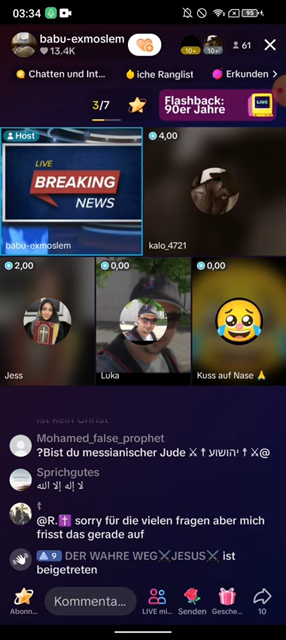 03:34
95
babu-exmoslem
13.4K
10+
10+
61
Chatten und Int...
iche Ranglist
Erkunden
3/7
Flashback:
90er Jahre
LIVE
Host
4,00
LIVE
BREAKING
NEWS
babu-exmoslem
kalo_4721
2,00
0,00
0,00
Jess
Luka
Kuss auf Nase 🙏
ist kein Christ
Mohamed_false_prophet
?Bist du messianischer Jude ⚔️✝️ יהושוע ✝️⚔️@
Sprichgutes
لا إله إلا الله
@R.✝️ sorry für die vielen fragen aber mich
frisst das gerade auf
9 DER WAHRE WEG⚔️JESUS⚔️ ist
beigetreten
Abonn...
Kommenta...
LIVE mi...
Senden
Gesche...
10